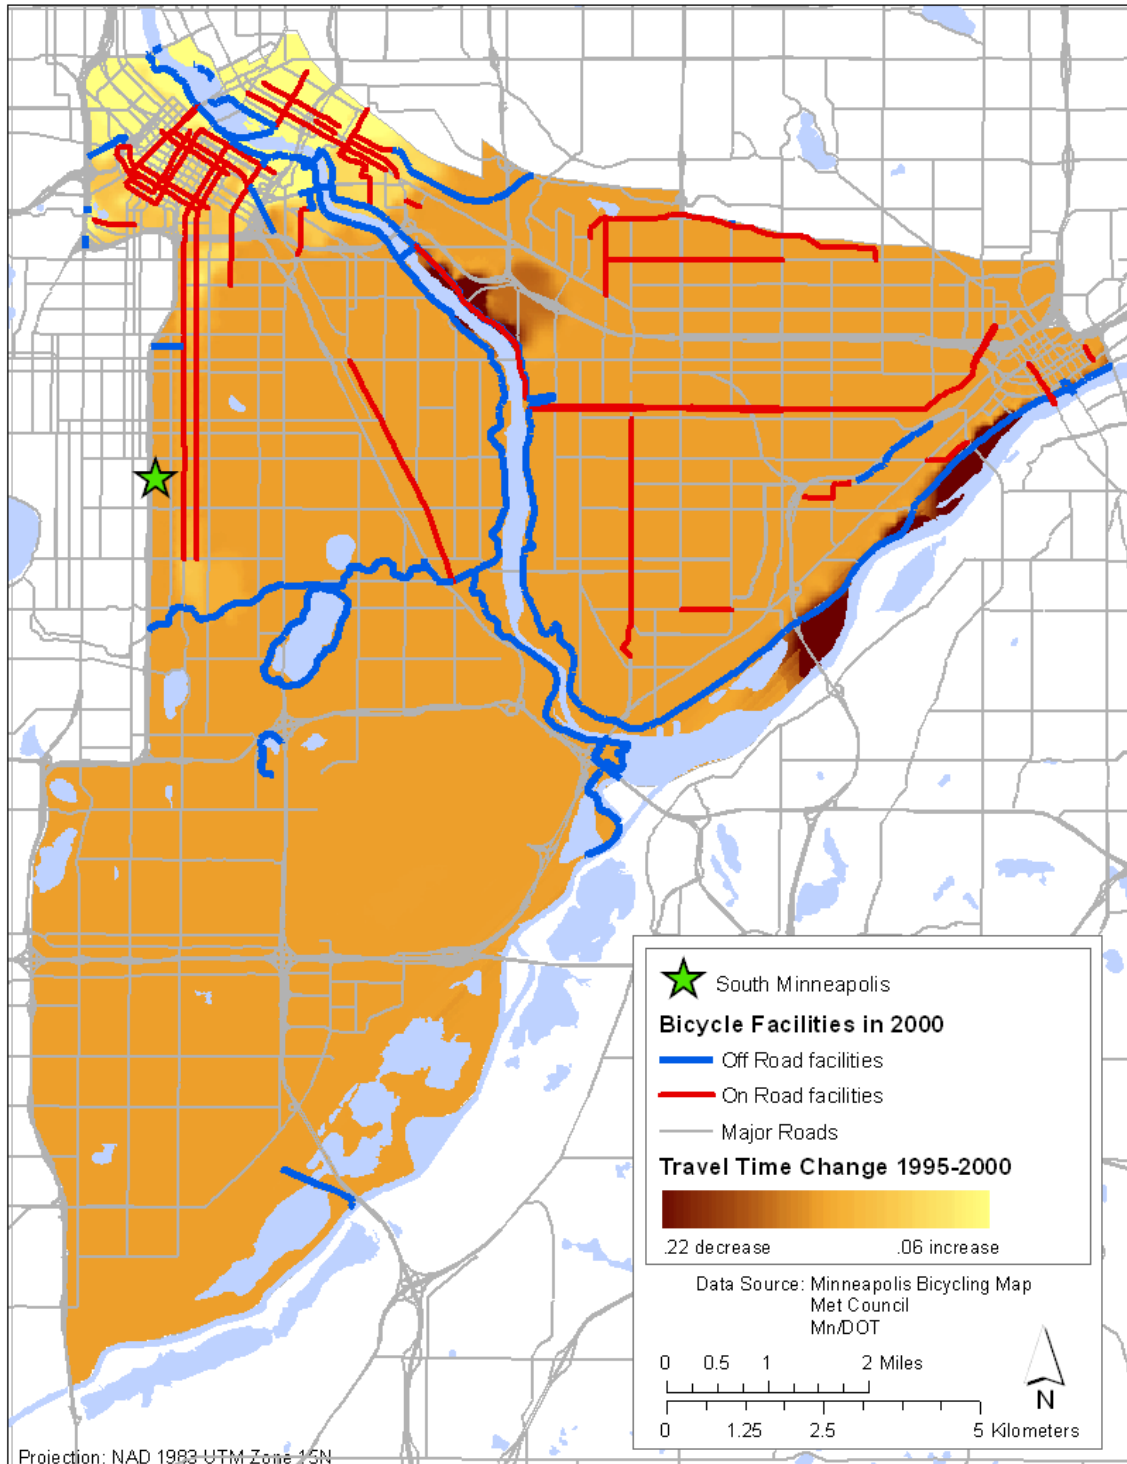 South Minneapolis
Bicycle Facilities in 2000
Off Road facilities
On Road facilities
Major Roads
Travel Time Change 1995-2000
.22 decrease .06 increase
Data Source: Minneapolis Bicycling Map
Met Council
Mn/DOT
0 0.5 1 2 Miles
0 1.25 2.5 5 Kilometers
N
Projection: NAD 1983 UTM Zone 15N